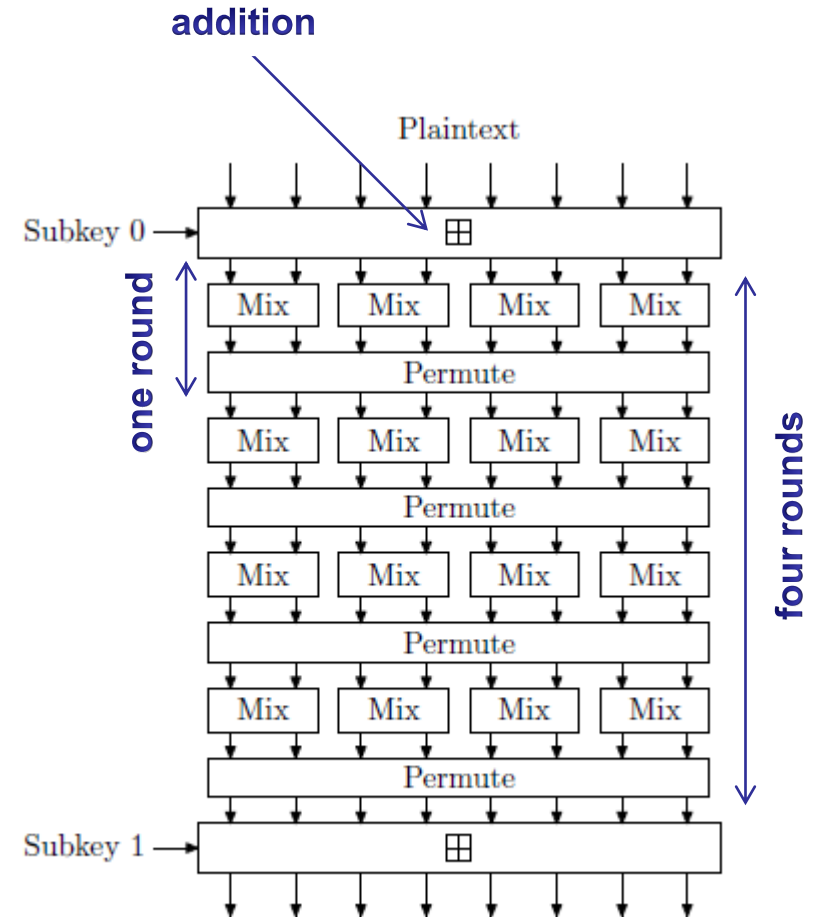 addition
Plaintext
Subkey 0
one round
Mix Mix Mix Mix
Permute
Mix Mix Mix Mix
Permute
four rounds
Mix Mix Mix Mix
Permute
Mix Mix Mix Mix
Permute
Subkey 1